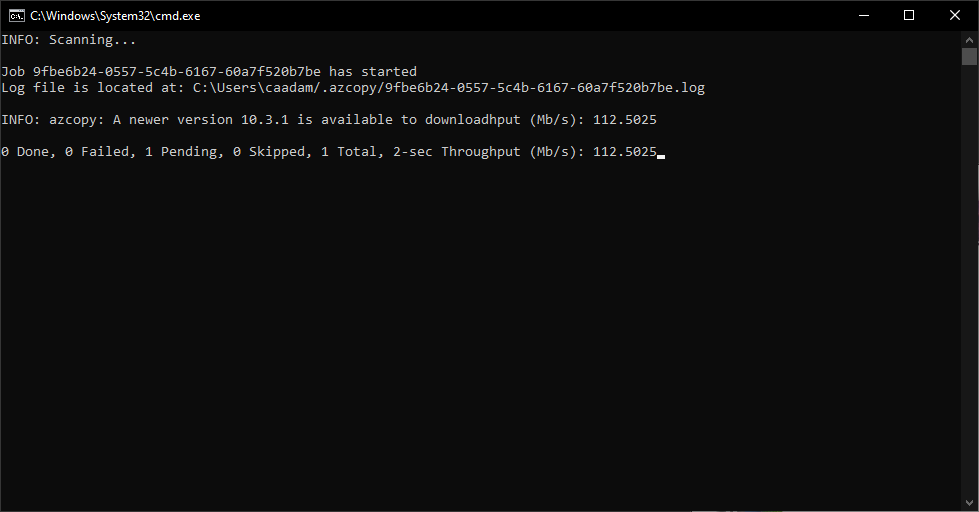 C:\Windows\System32\cmd.exe
INFO: Scanning...
Job 9fbe6b24-0557-5c4b-6167-60a7f520b7be has started
Log file is located at: C:\Users\caadam/.azcopy/9fbe6b24-0557-5c4b-6167-60a7f520b7be.log
INFO: azcopy: A newer version 10.3.1 is available to downloadhput (Mb/s): 112.5025
0 Done, 0 Failed, 1 Pending, 0 Skipped, 1 Total, 2-sec Throughput (Mb/s): 112.5025